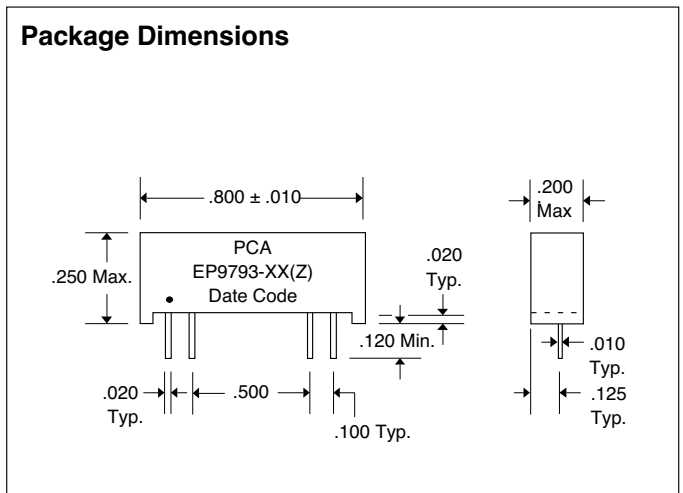 Package Dimensions
.800 ± .010
.200
Max
PCA
EP9793-XX(Z)
Date Code
.250 Max.
.020
Typ.
.120 Min.
.010
Typ.
.020
Typ.
.500
.125
Typ.
.100 Typ.